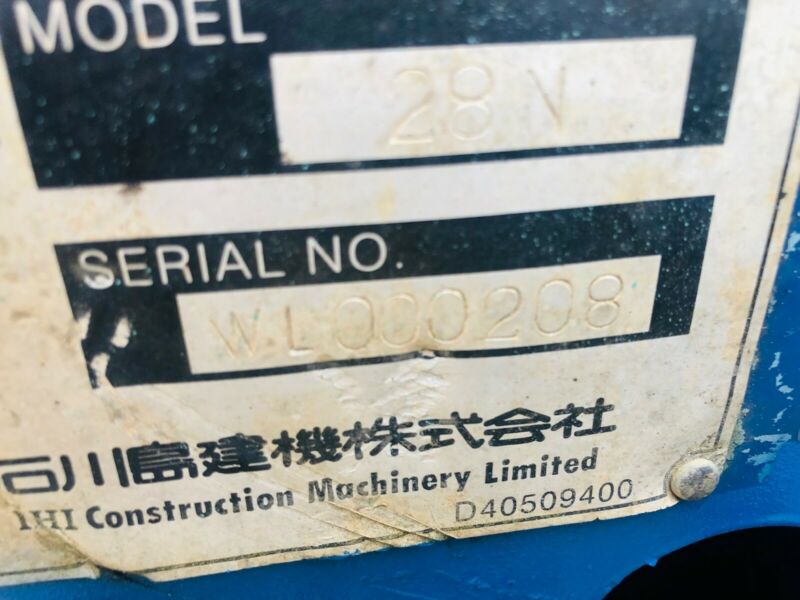 MODEL
28 V
SERIAL NO.
WL000208
石川島建機株式会社
IHI Construction Machinery Limited
D40509400